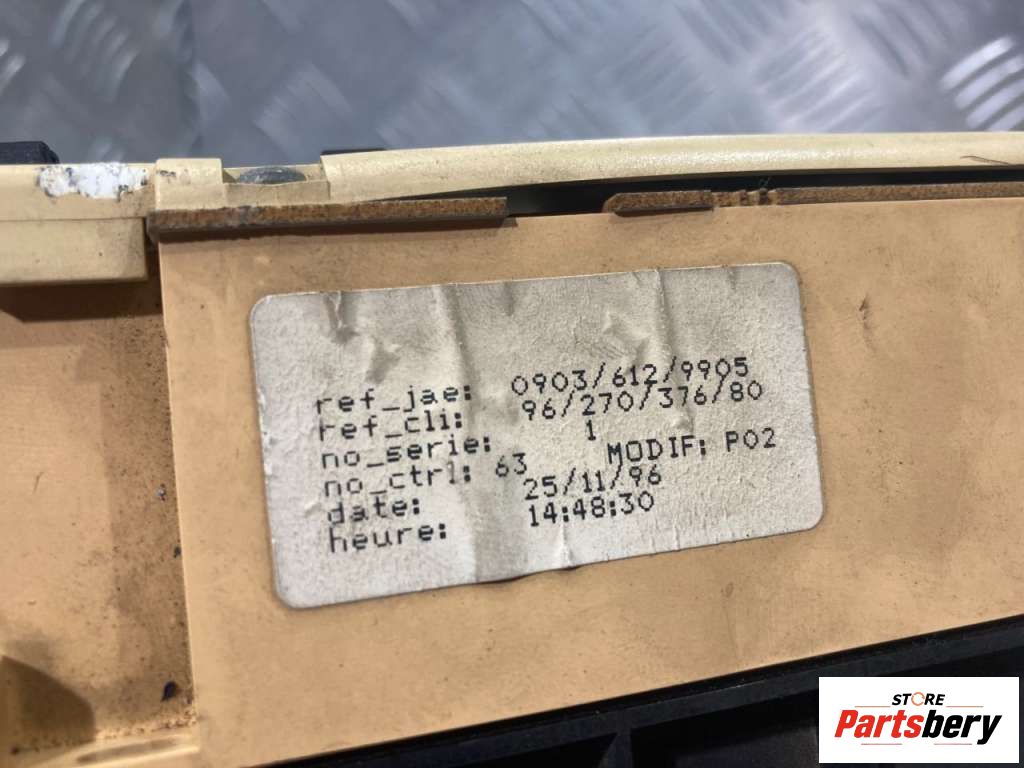 ref_jae: 0903/612/9905
ref_cli: 96/270/376/80
no_serie: 1
no_ctrl: 63 MODIF: P02
date: 25/11/96
heure: 14:48:30
STORE
Partsbery